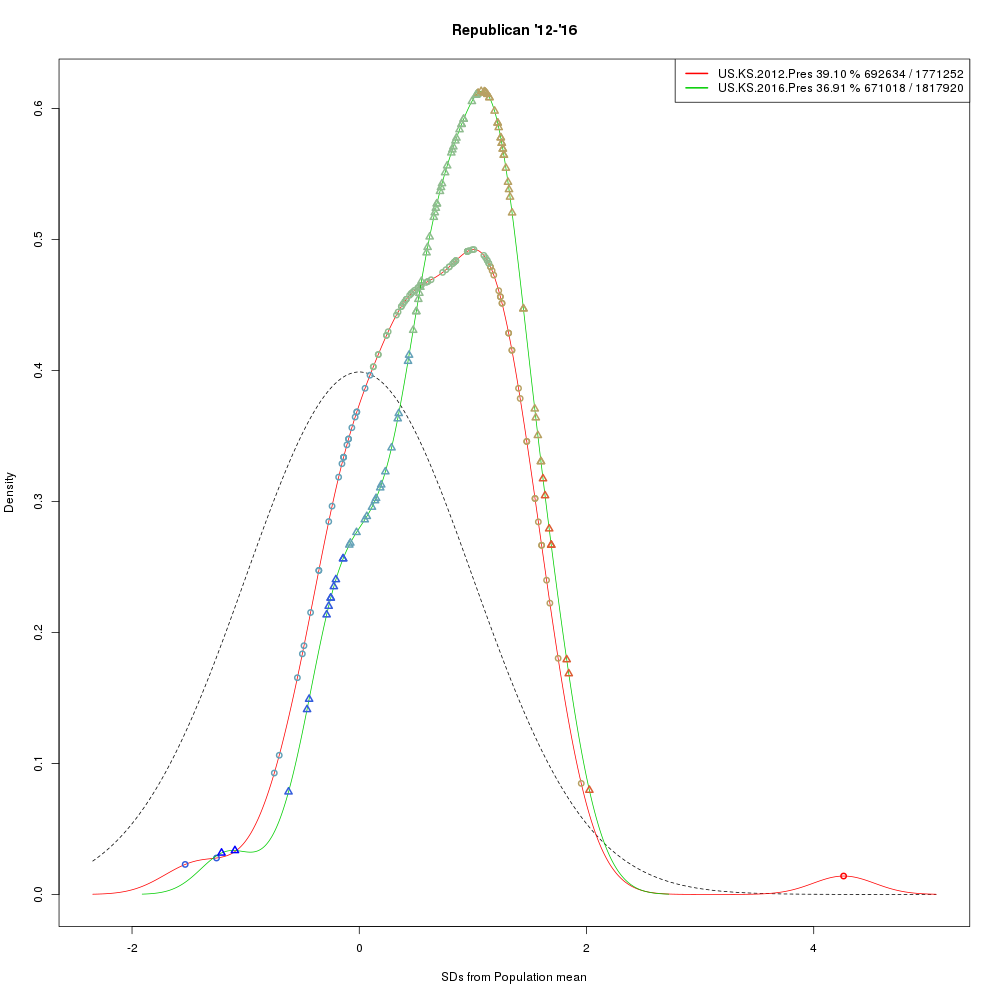 Republican '12-'16
US.KS.2012.Pres 39.10 % 692634 / 1771252
US.KS.2016.Pres 36.91 % 671018 / 1817920
0.6
0.5
0.4
0.3
0.2
0.1
0.0
Density
-2
0
2
4
SDs from Population mean